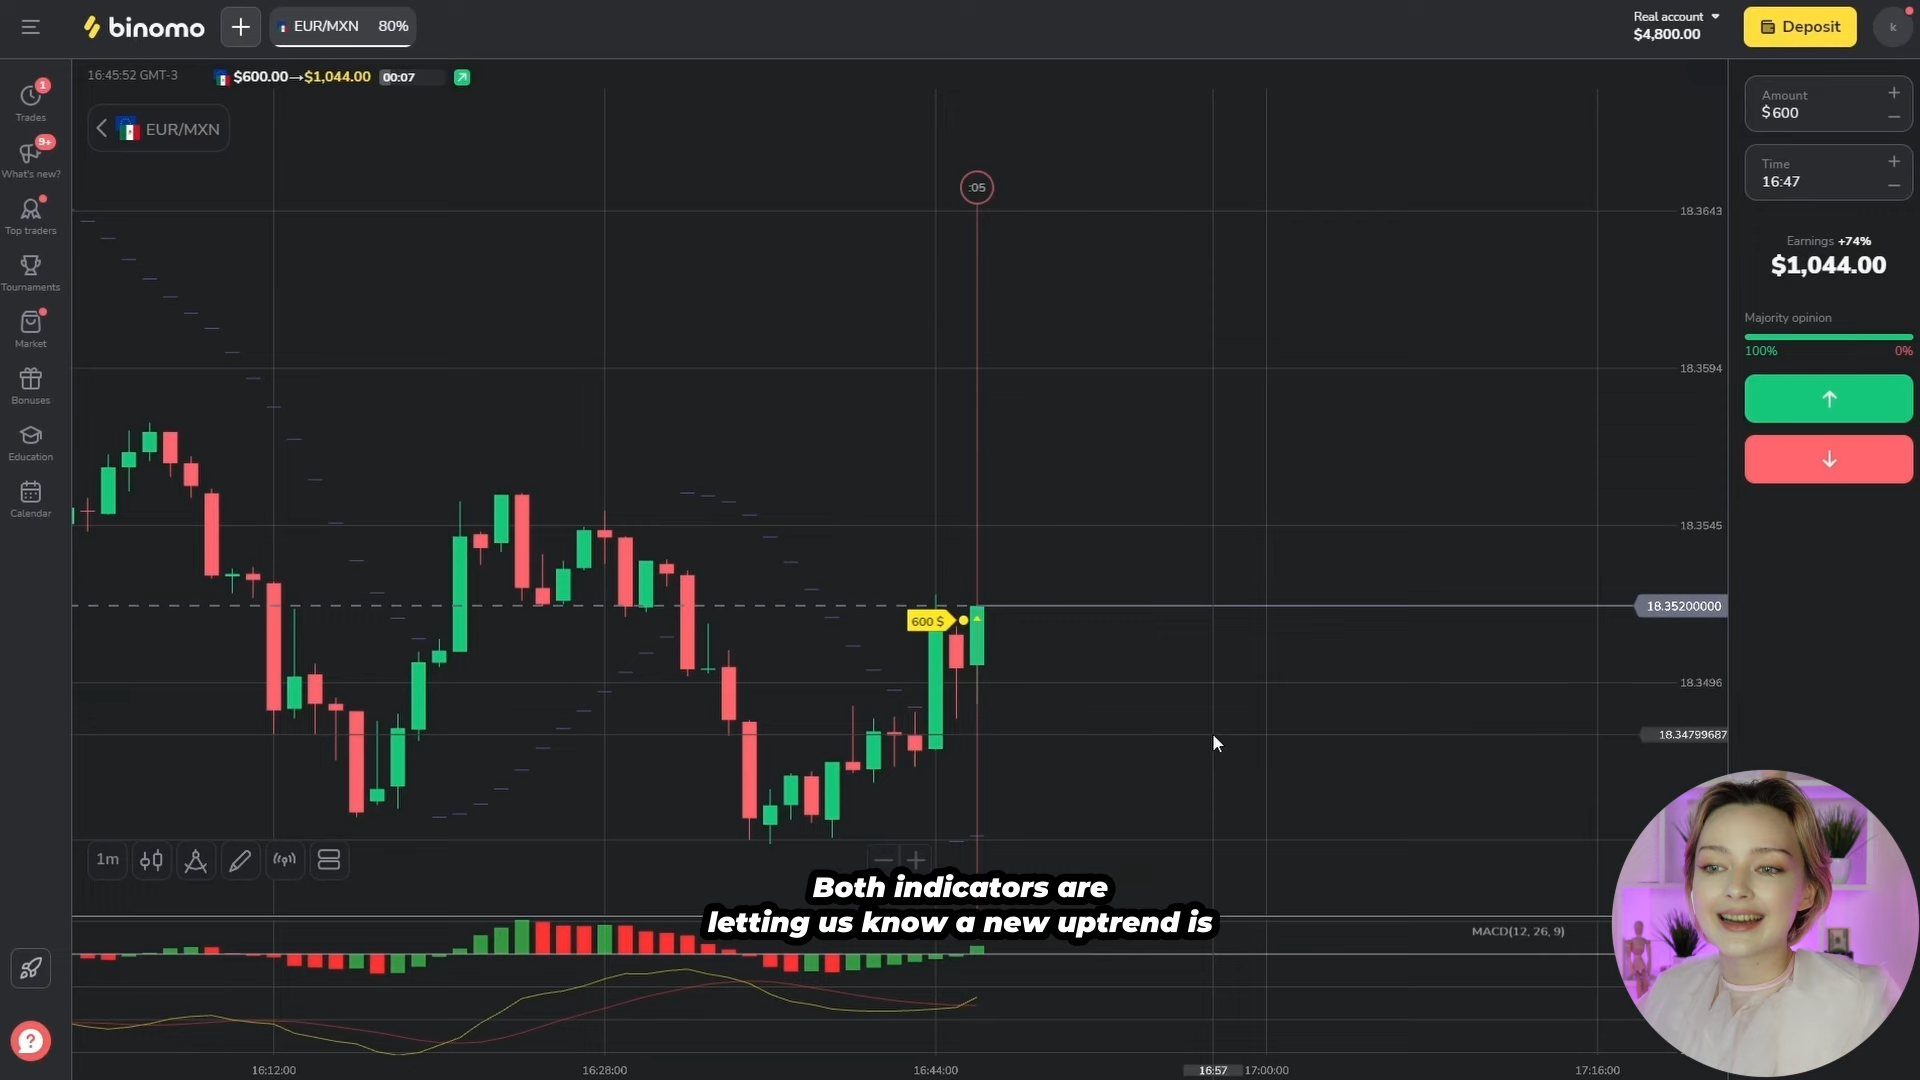 binomo
EUR/MXN 80%
Real account
$4,800.00
Deposit
k
16:45:52 GMT-3
$600.00→$1,044.00 00:07
EUR/MXN
1
Trades
9+
What's new?
Top traders
Tournaments
Market
Bonuses
Education
Calendar
:05
600 $
18.3643
18.3594
18.3545
18.35200000
18.3496
18.34799687
Amount
$600
Time
16:47
Earnings +74%
$1,044.00
Majority opinion
100% 0%
1m
Both indicators are
letting us know a new uptrend is
MACD(12, 26, 9)
16:12:00 16:28:00 16:44:00 16:57 17:00:00 17:16:00